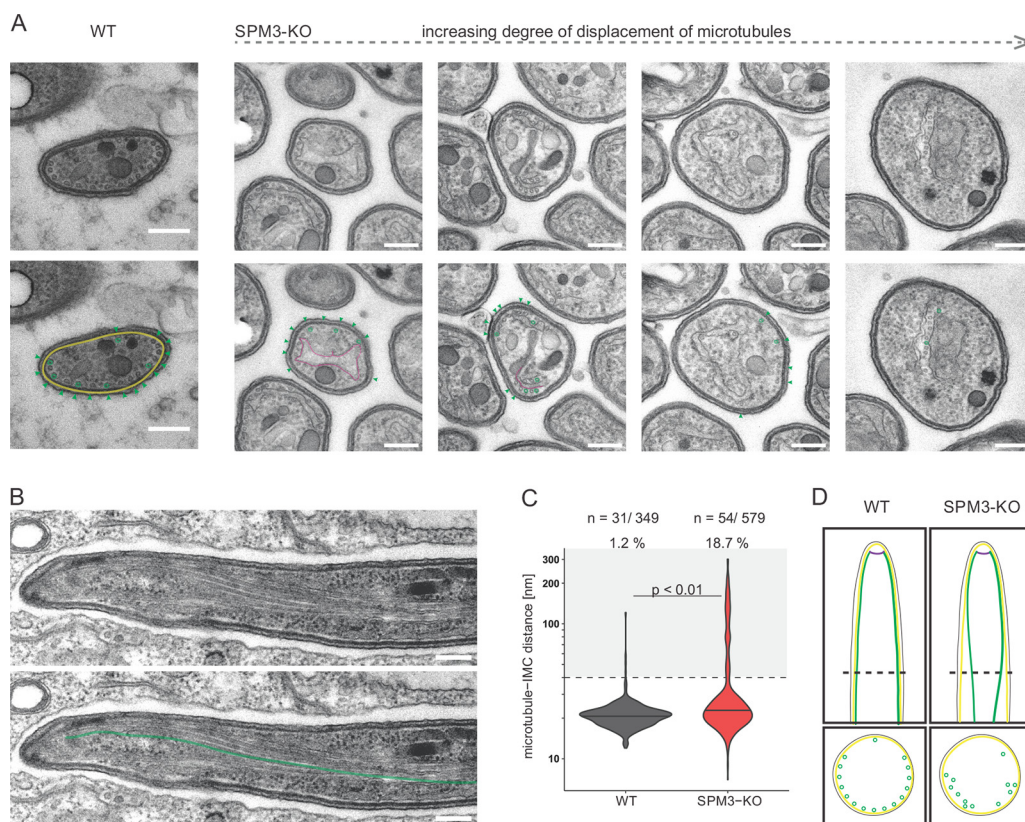 A
WT
SPM3-KO
increasing degree of displacement of microtubules
B
C
n = 31/ 349
n = 54/ 579
1.2 %
18.7 %
p < 0.01
300
200
100
10
microtubule−IMC distance [nm]
WT
SPM3−KO
D
WT
SPM3-KO